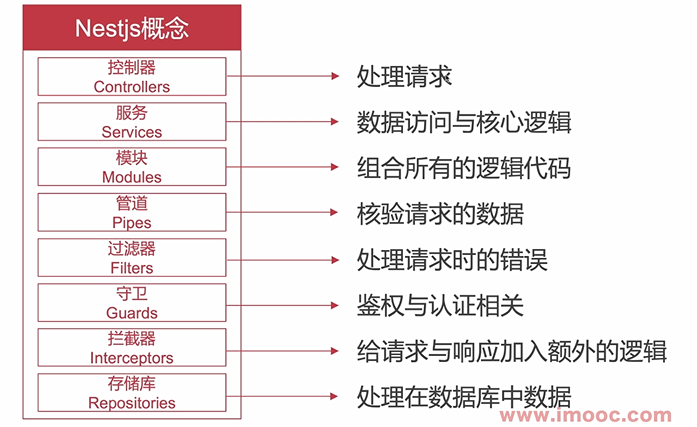 Nestjs概念
控制器
Controllers
处理请求
服务
Services
数据访问与核心逻辑
模块
Modules
组合所有的逻辑代码
管道
Pipes
核验请求的数据
过滤器
Filters
处理请求时的错误
守卫
Guards
鉴权与认证相关
拦截器
Interceptors
给请求与响应加入额外的逻辑
存储库
Repositories
处理在数据库中数据
www.imooc.com